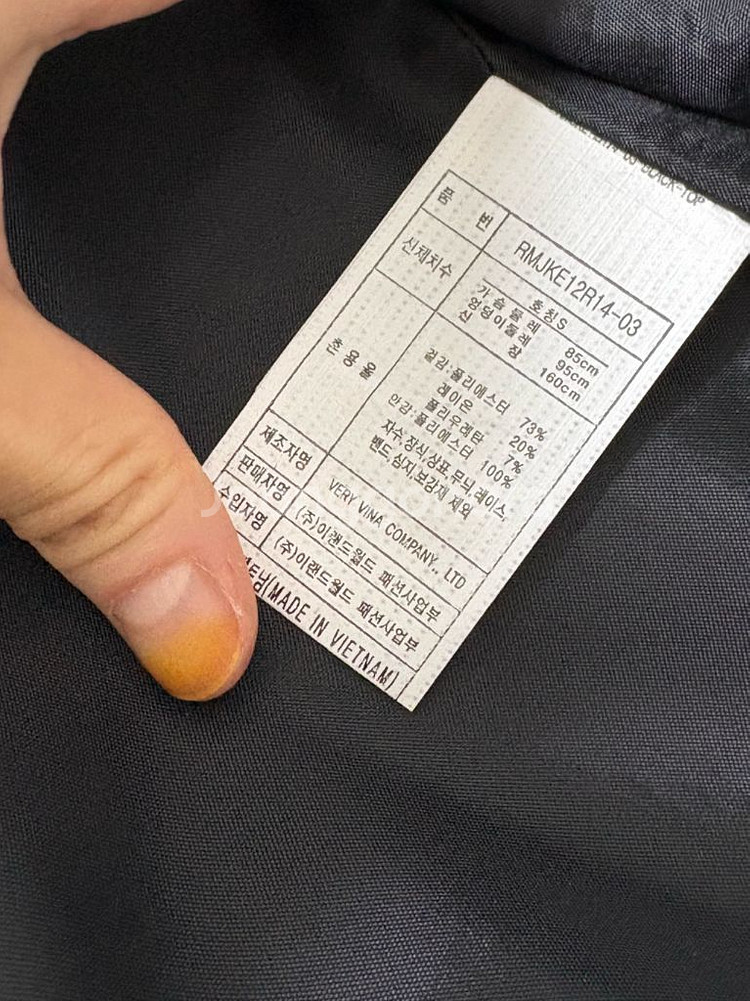 BLACK-TOP
품 번 RMJKE12R14-03
신체치수 호칭S
가슴둘레 85cm
엉덩이둘레 95cm
신 장 160cm
혼용율 겉감:폴리에스터 73%
레이온 20%
폴리우레탄 7%
안감:폴리에스터 100%
자수,장식,상표,무늬,레이스,
밴드,심지,보강재 제외
제조자명 VERY VINA COMPANY., LTD
판매자명 (주)이랜드월드 패션사업부
수입자명 (주)이랜드월드 패션사업부
(MADE IN VIETNAM)